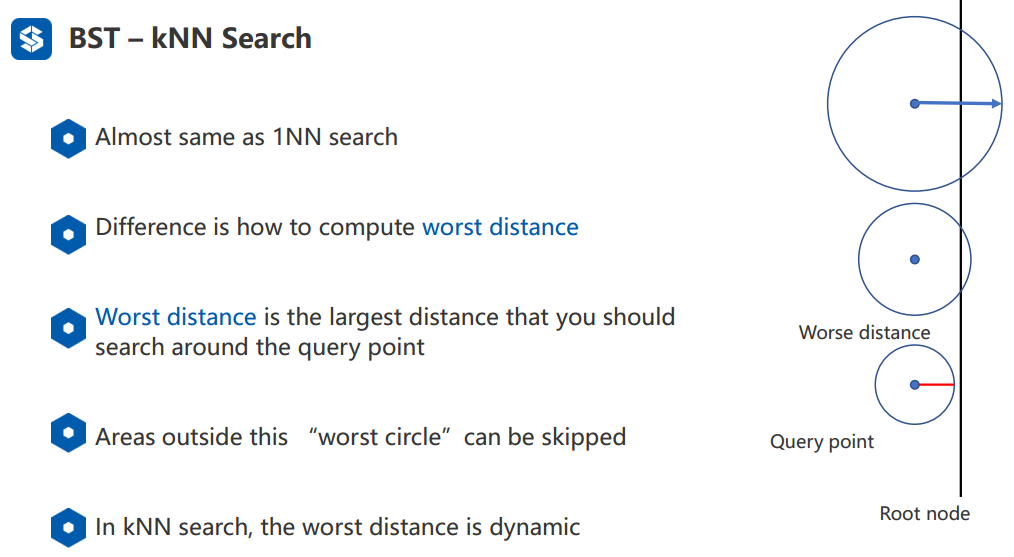 BST – kNN Search
Almost same as 1NN search
Difference is how to compute worst distance
Worst distance is the largest distance that you should
search around the query point
Areas outside this “worst circle” can be skipped
In kNN search, the worst distance is dynamic
Worse distance
Query point
Root node